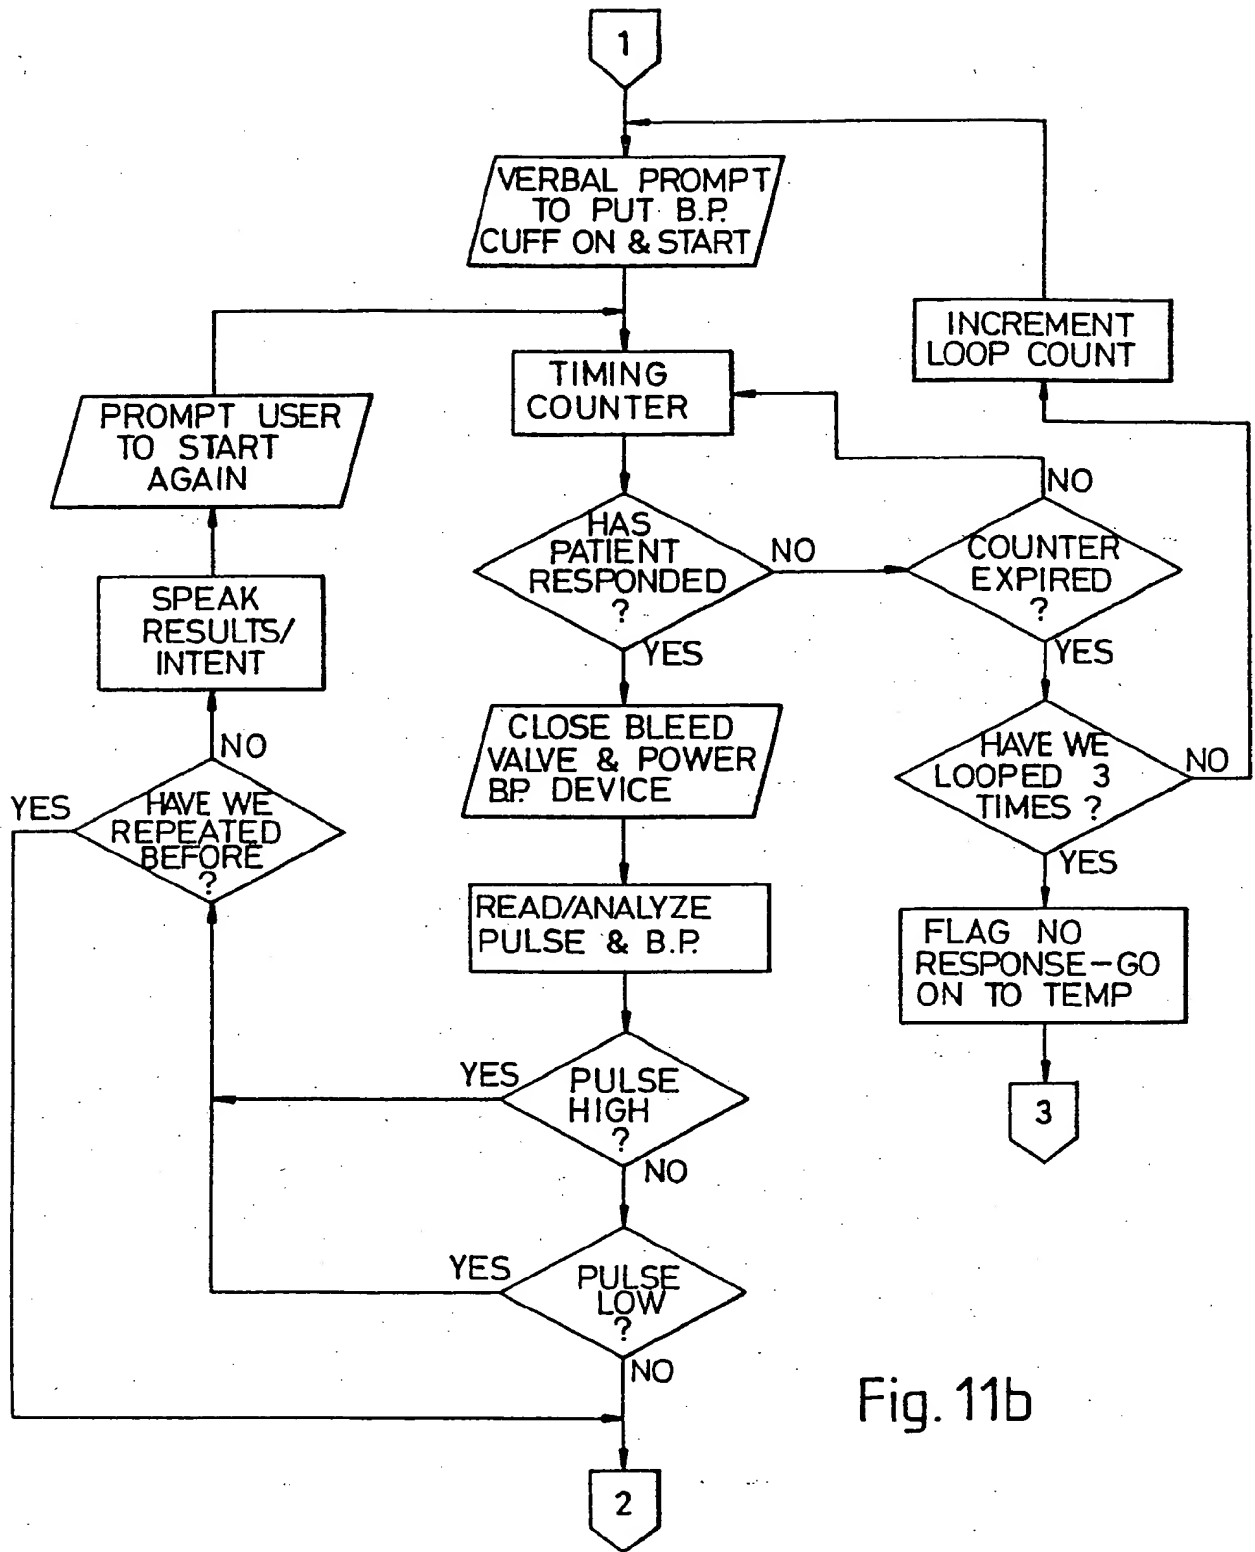 1
VERBAL PROMPT
TO PUT B.P.
CUFF ON & START
INCREMENT
LOOP COUNT
TIMING
COUNTER
PROMPT USER
TO START
AGAIN
NO
HAS
PATIENT
RESPONDED
?
NO
COUNTER
EXPIRED
?
YES
YES
SPEAK
RESULTS/
INTENT
CLOSE BLEED
VALVE & POWER
B.P. DEVICE
HAVE WE
LOOPED 3
TIMES ?
NO
YES
NO
YES
HAVE WE
REPEATED
BEFORE
?
READ/ANALYZE
PULSE & B.P.
FLAG NO
RESPONSE-GO
ON TO TEMP
3
YES
PULSE
HIGH
?
NO
YES
PULSE
LOW
?
NO
2
Fig. 11b